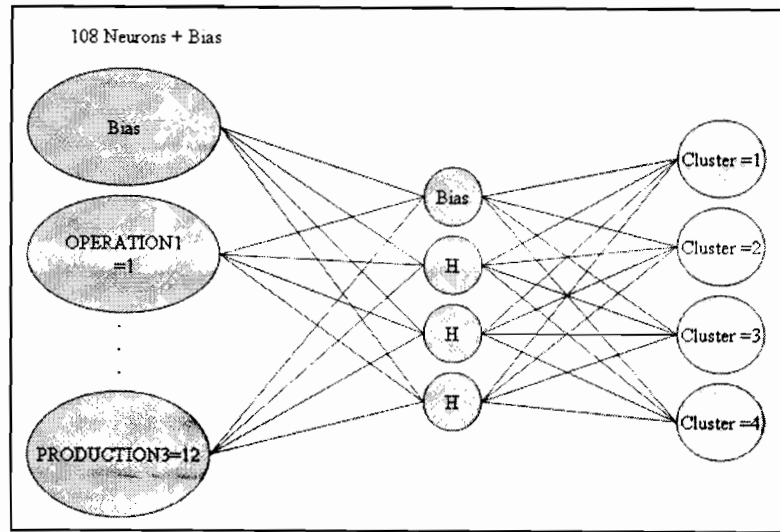 108 Neurons + Bias
Bias
OPERATION1
=1
PRODUCTION3=12
Bias
H
H
H
Cluster =1
Cluster =2
Cluster =3
Cluster =4